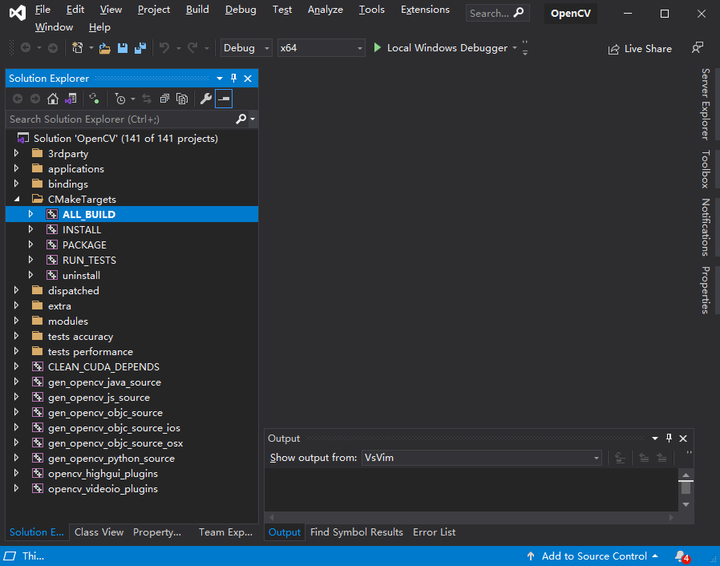 File Edit View Project Build Debug Test Analyze Tools Extensions Search... OpenCV
Window Help
Debug x64 Local Windows Debugger Live Share
Solution Explorer
Search Solution Explorer (Ctrl+;)
Solution 'OpenCV' (141 of 141 projects)
3rdparty
applications
bindings
CMakeTargets
ALL_BUILD
INSTALL
PACKAGE
RUN_TESTS
uninstall
dispatched
extra
modules
tests accuracy
tests performance
CLEAN_CUDA_DEPENDS
gen_opencv_java_source
gen_opencv_js_source
gen_opencv_objc_source
gen_opencv_objc_source_ios
gen_opencv_objc_source_osx
gen_opencv_python_source
opencv_highgui_plugins
opencv_videoio_plugins
Solution E... Class View Property... Team Exp...
Server Explorer
Toolbox
Notifications
Properties
Output
Show output from: VsVim
Output Find Symbol Results Error List
Thi... Add to Source Control 4